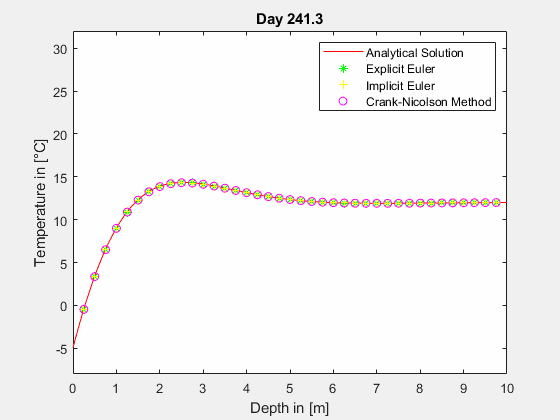 Day 241.3
Analytical Solution
Explicit Euler
Implicit Euler
Crank-Nicolson Method
Temperature in [°C]
30
25
20
15
10
5
0
-5
0 1 2 3 4 5 6 7 8 9 10
Depth in [m]